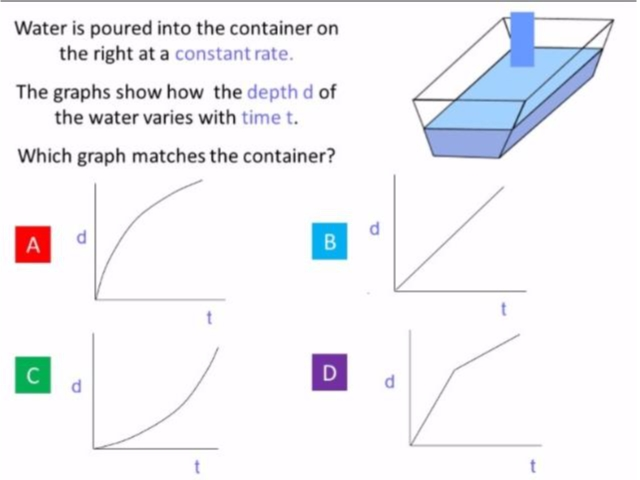 Water is poured into the container on
the right at a constant rate.
The graphs show how the depth d of
the water varies with time t.
Which graph matches the container?
A
d
t
B
d
t
C
d
t
D
d
t